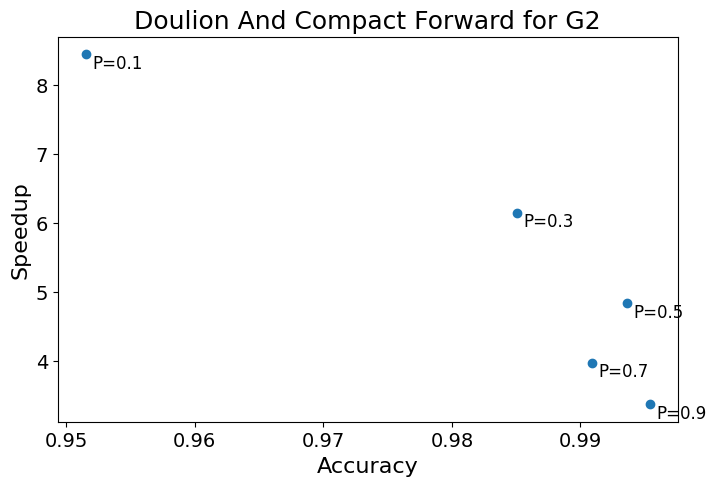 Doulion And Compact Forward for G2
8
7
6
5
4
Speedup
P=0.1
P=0.3
P=0.5
P=0.7
P=0.9
0.95
0.96
0.97
0.98
0.99
Accuracy